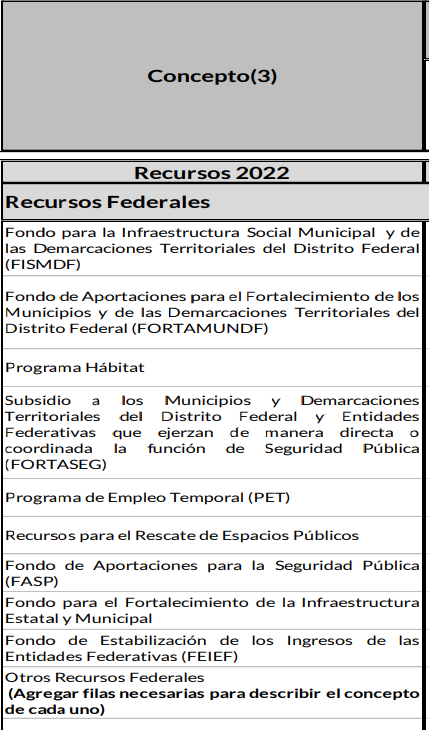 Concepto(3)
Recursos 2022
Recursos Federales
Fondo para la Infraestructura Social Municipal y de
las Demarcaciones Territoriales del Distrito Federal
(FISMDF)
Fondo de Aportaciones para el Fortalecimiento de los
Municipios y de las Demarcaciones Territoriales del
Distrito Federal (FORTAMUNDF)
Programa Hábitat
Subsidio a los Municipios y Demarcaciones
Territoriales del Distrito Federal y Entidades
Federativas que ejerzan de manera directa o
coordinada la función de Seguridad Pública
(FORTASEG)
Programa de Empleo Temporal (PET)
Recursos para el Rescate de Espacios Públicos
Fondo de Aportaciones para la Seguridad Pública
(FASP)
Fondo para el Fortalecimiento de la Infraestructura
Estatal y Municipal
Fondo de Estabilización de los Ingresos de las
Entidades Federativas (FEIEF)
Otros Recursos Federales
(Agregar filas necesarias para describir el concepto
de cada uno)